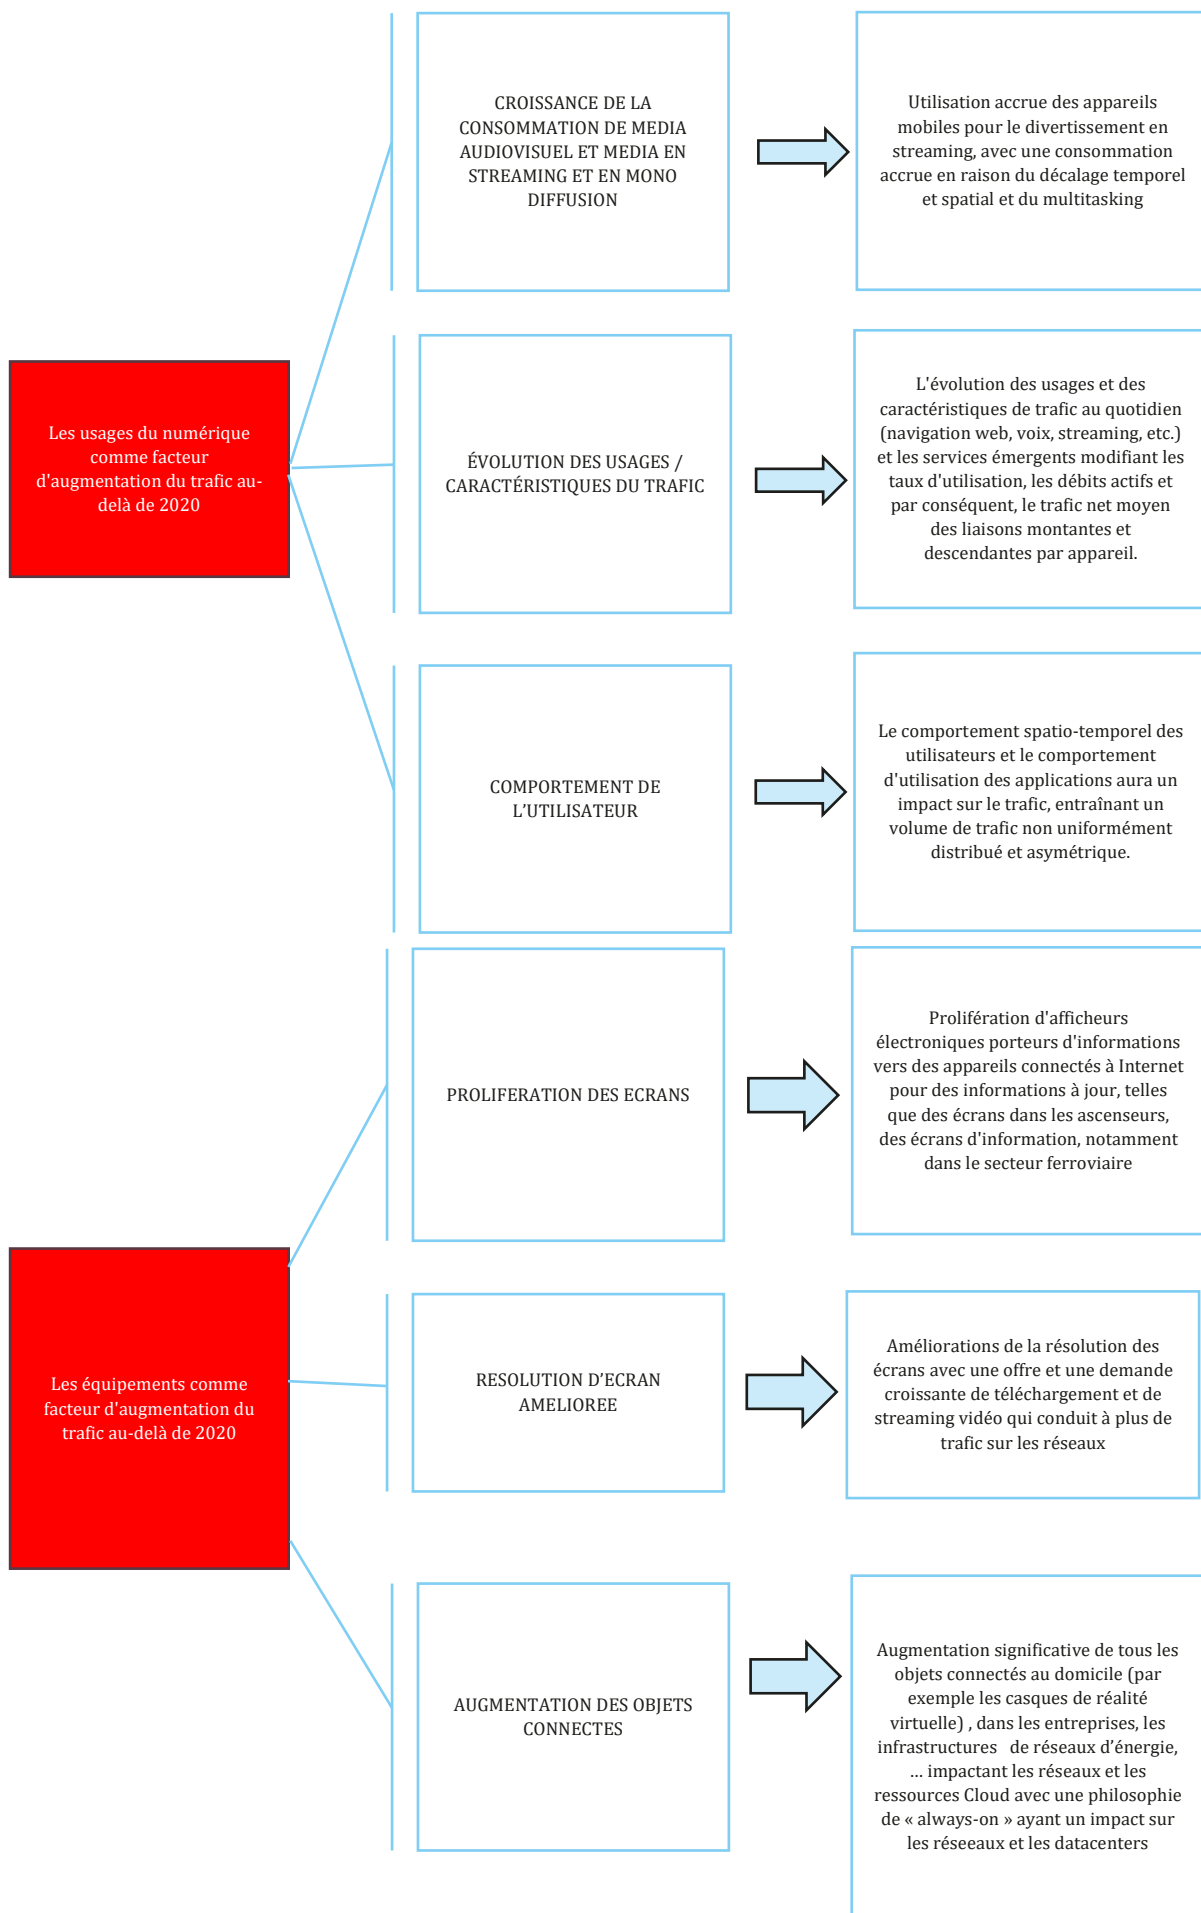 Les usages du numérique
comme facteur
d'augmentation du trafic au-
delà de 2020
CROISSANCE DE LA
CONSOMMATION DE MEDIA
AUDIOVISUEL ET MEDIA EN
STREAMING ET EN MONO
DIFFUSION
Utilisation accrue des appareils
mobiles pour le divertissement en
streaming, avec une consommation
accrue en raison du décalage temporel
et spatial et du multitasking
ÉVOLUTION DES USAGES /
CARACTÉRISTIQUES DU TRAFIC
L'évolution des usages et des
caractéristiques de trafic au quotidien
(navigation web, voix, streaming, etc.)
et les services émergents modifiant les
taux d'utilisation, les débits actifs et
par conséquent, le trafic net moyen
des liaisons montantes et
descendantes par appareil.
COMPORTEMENT DE
L’UTILISATEUR
Le comportement spatio-temporel des
utilisateurs et le comportement
d'utilisation des applications aura un
impact sur le trafic, entraînant un
volume de trafic non uniformément
distribué et asymétrique.
Les équipements comme
facteur d'augmentation du
trafic au-delà de 2020
PROLIFERATION DES ECRANS
Prolifération d'afficheurs
électroniques porteurs d'informations
vers des appareils connectés à Internet
pour des informations à jour, telles
que des écrans dans les ascenseurs,
des écrans d'information, notamment
dans le secteur ferroviaire
RESOLUTION D’ECRAN
AMELIOREE
Améliorations de la résolution des
écrans avec une offre et une demande
croissante de téléchargement et de
streaming vidéo qui conduit à plus de
trafic sur les réseaux
AUGMENTATION DES OBJETS
CONNECTES
Augmentation significative de tous les
objets connectés au domicile (par
exemple les casques de réalité
virtuelle) , dans les entreprises, les
infrastructures de réseaux d’énergie,
… impactant les réseaux et les
ressources Cloud avec une philosophie
de « always-on » ayant un impact sur
les réseeaux et les datacenters